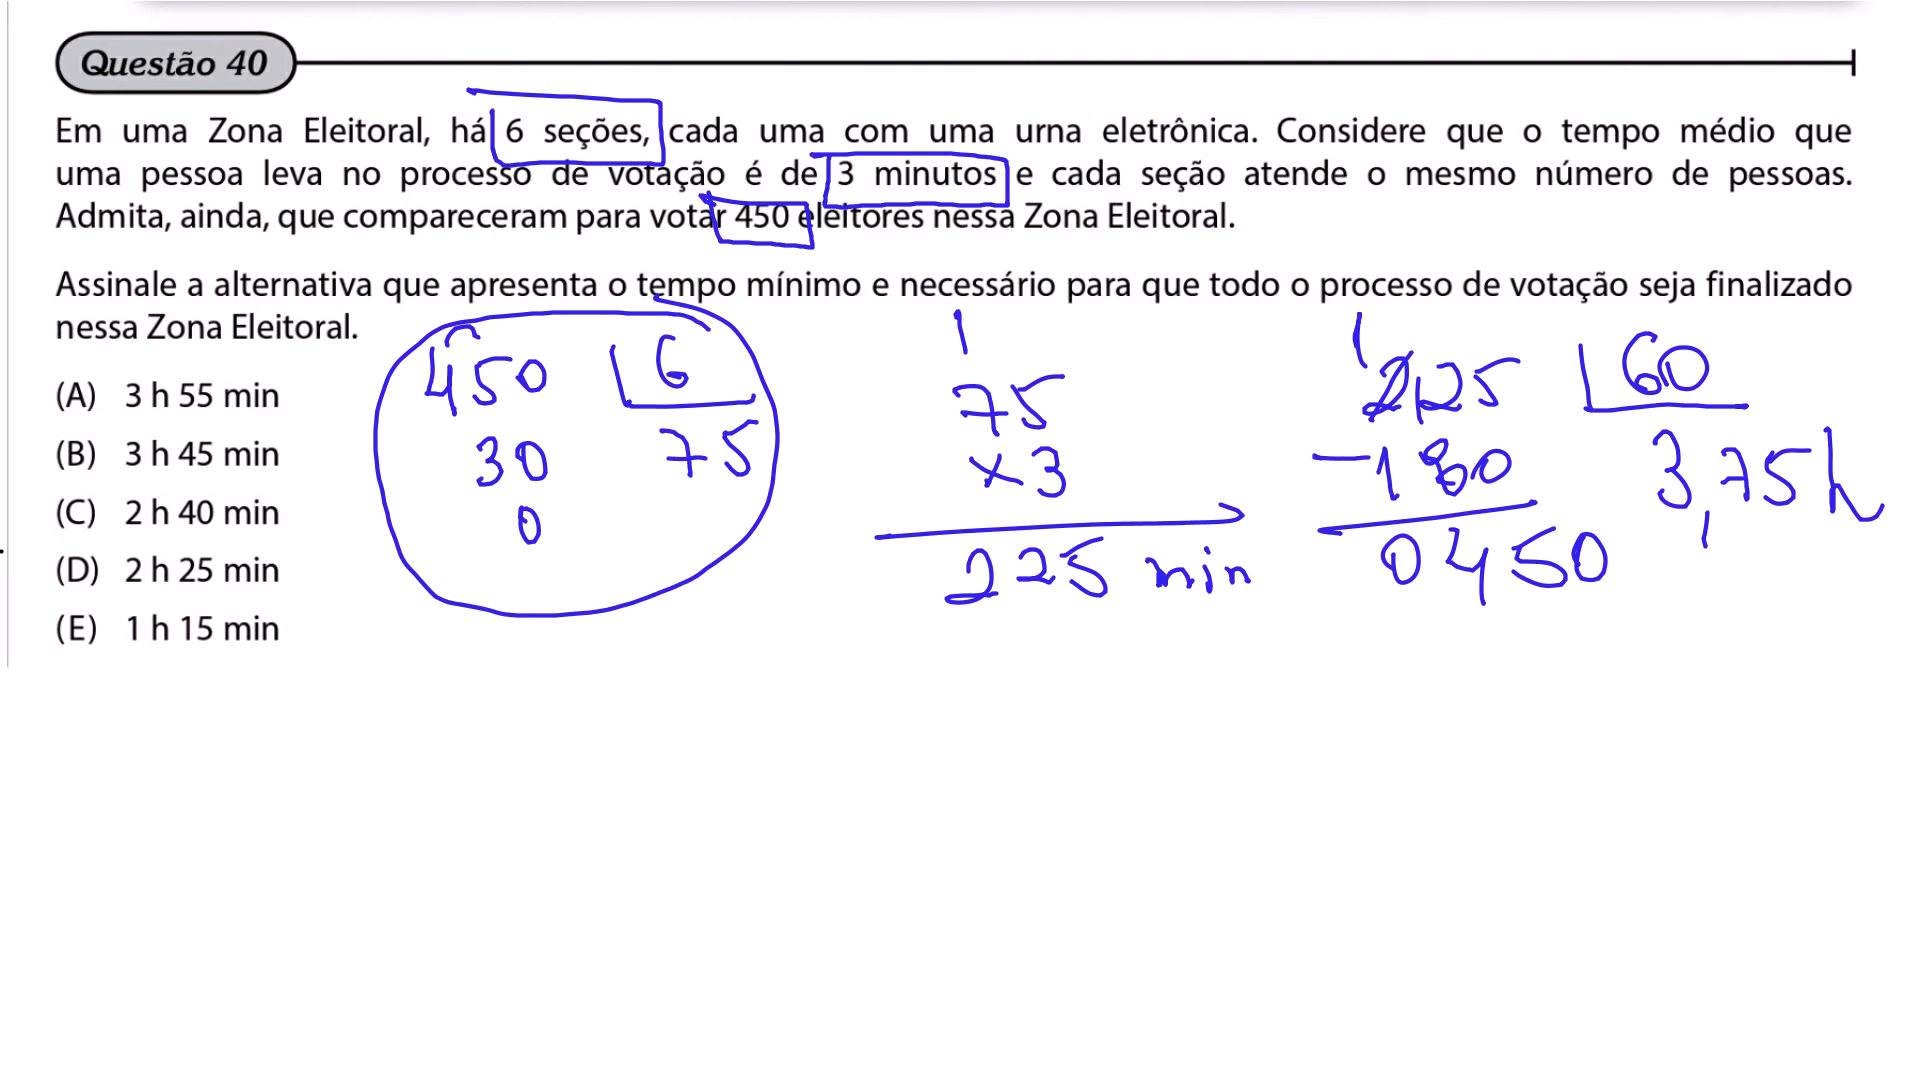 Questão 40
Em uma Zona Eleitoral, há 6 seções, cada uma com uma urna eletrônica. Considere que o tempo médio que
uma pessoa leva no processo de votação é de 3 minutos e cada seção atende o mesmo número de pessoas.
Admita, ainda, que compareceram para votar 450 eleitores nessa Zona Eleitoral.
Assinale a alternativa que apresenta o tempo mínimo e necessário para que todo o processo de votação seja finalizado
nessa Zona Eleitoral.
(A) 3 h 55 min
(B) 3 h 45 min
(C) 2 h 40 min
(D) 2 h 25 min
(E) 1 h 15 min
450 6
30 75
0
1
75
x3
225 min
1
225 60
-180 3,75h
0450